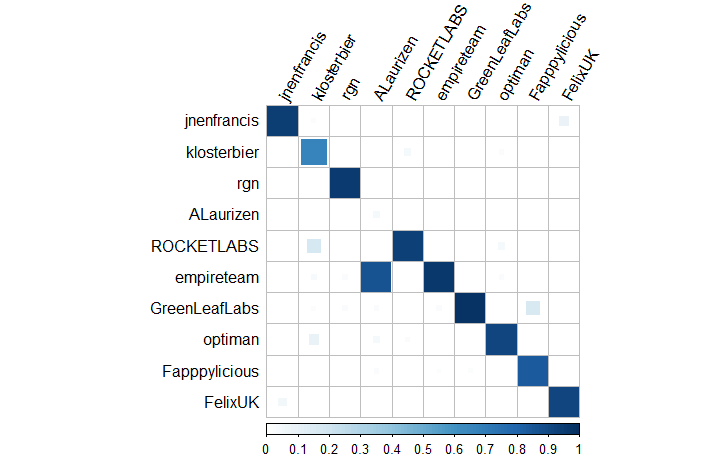 jnenfrancis
klosterbier
rgn
ALaurizen
ROCKETLABS
empireteam
GreenLeafLabs
optiman
Fapppylicious
FelixUK
jnenfrancis
klosterbier
rgn
ALaurizen
ROCKETLABS
empireteam
GreenLeafLabs
optiman
Fapppylicious
FelixUK
0 0.1 0.2 0.3 0.4 0.5 0.6 0.7 0.8 0.9 1